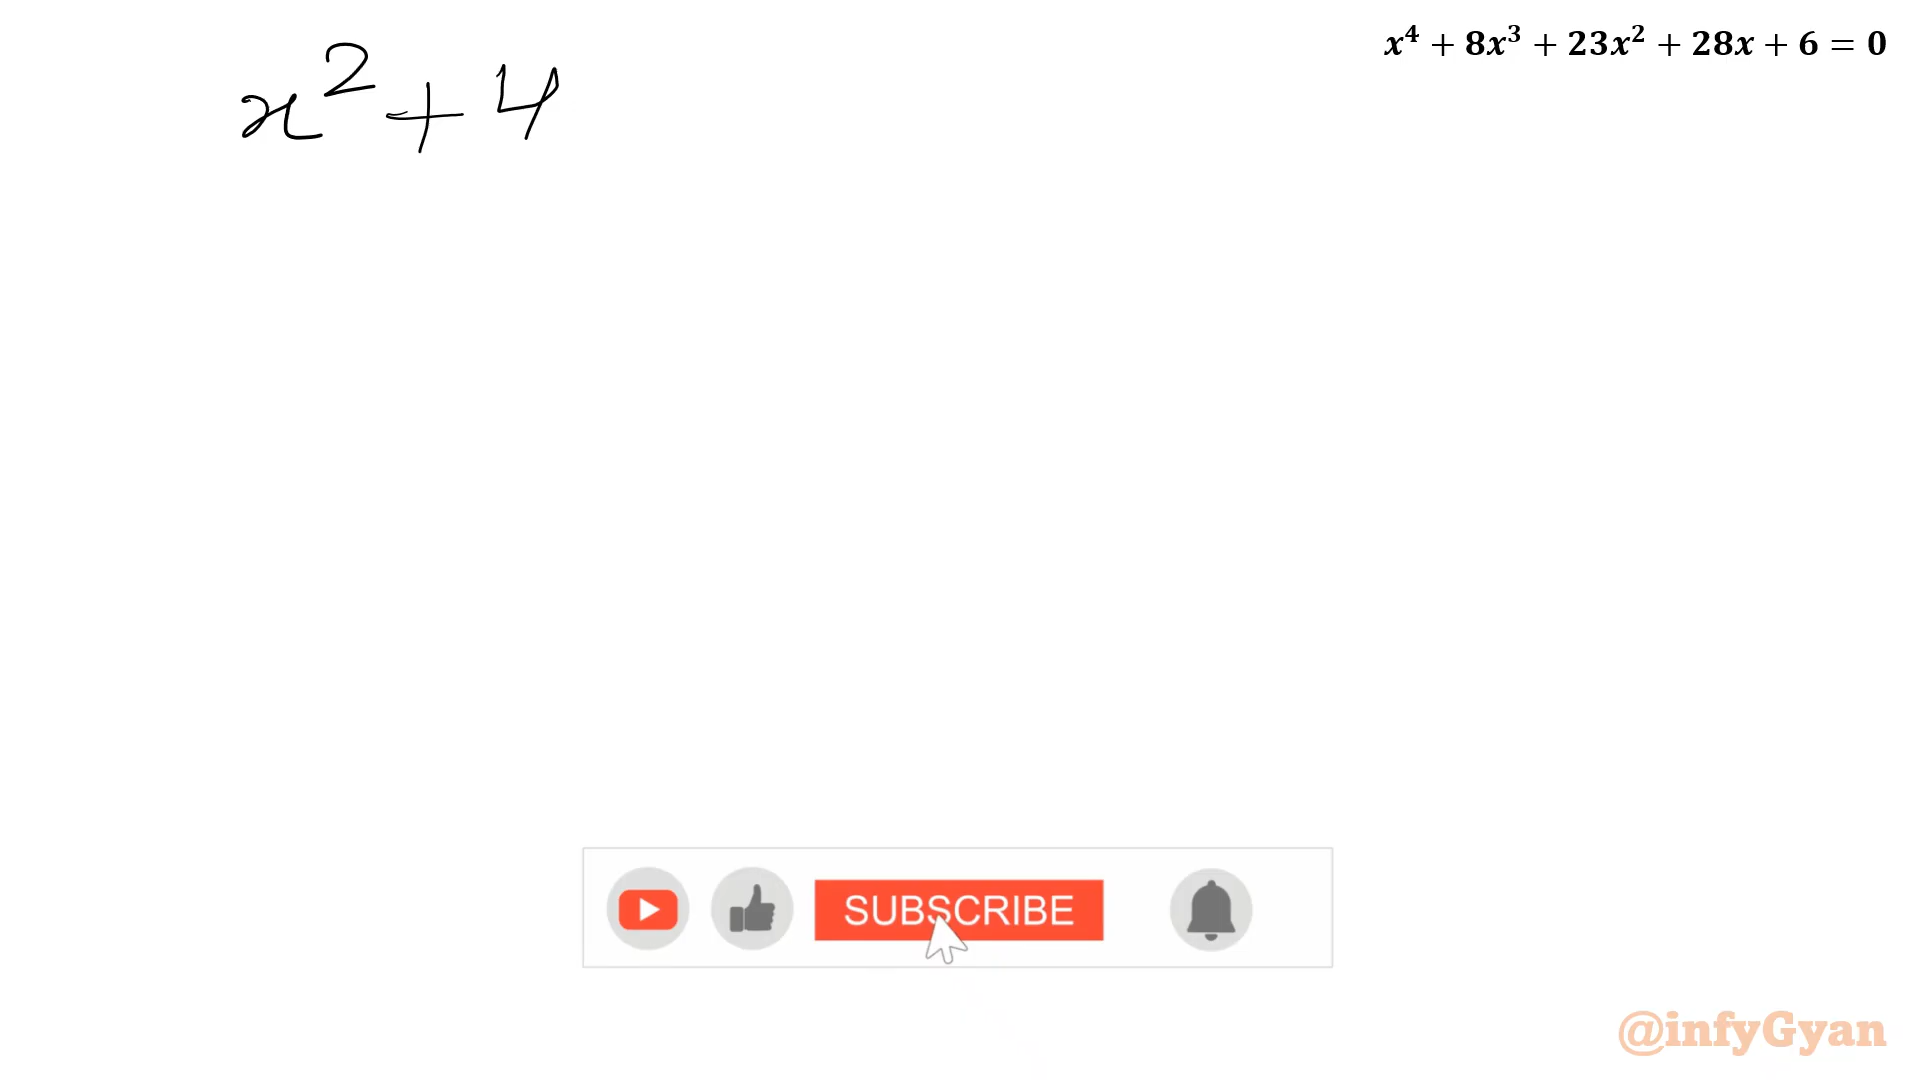 x² + 4
x⁴ + 8x³ + 23x² + 28x + 6 = 0
SUBSCRIBE
@infyGyan